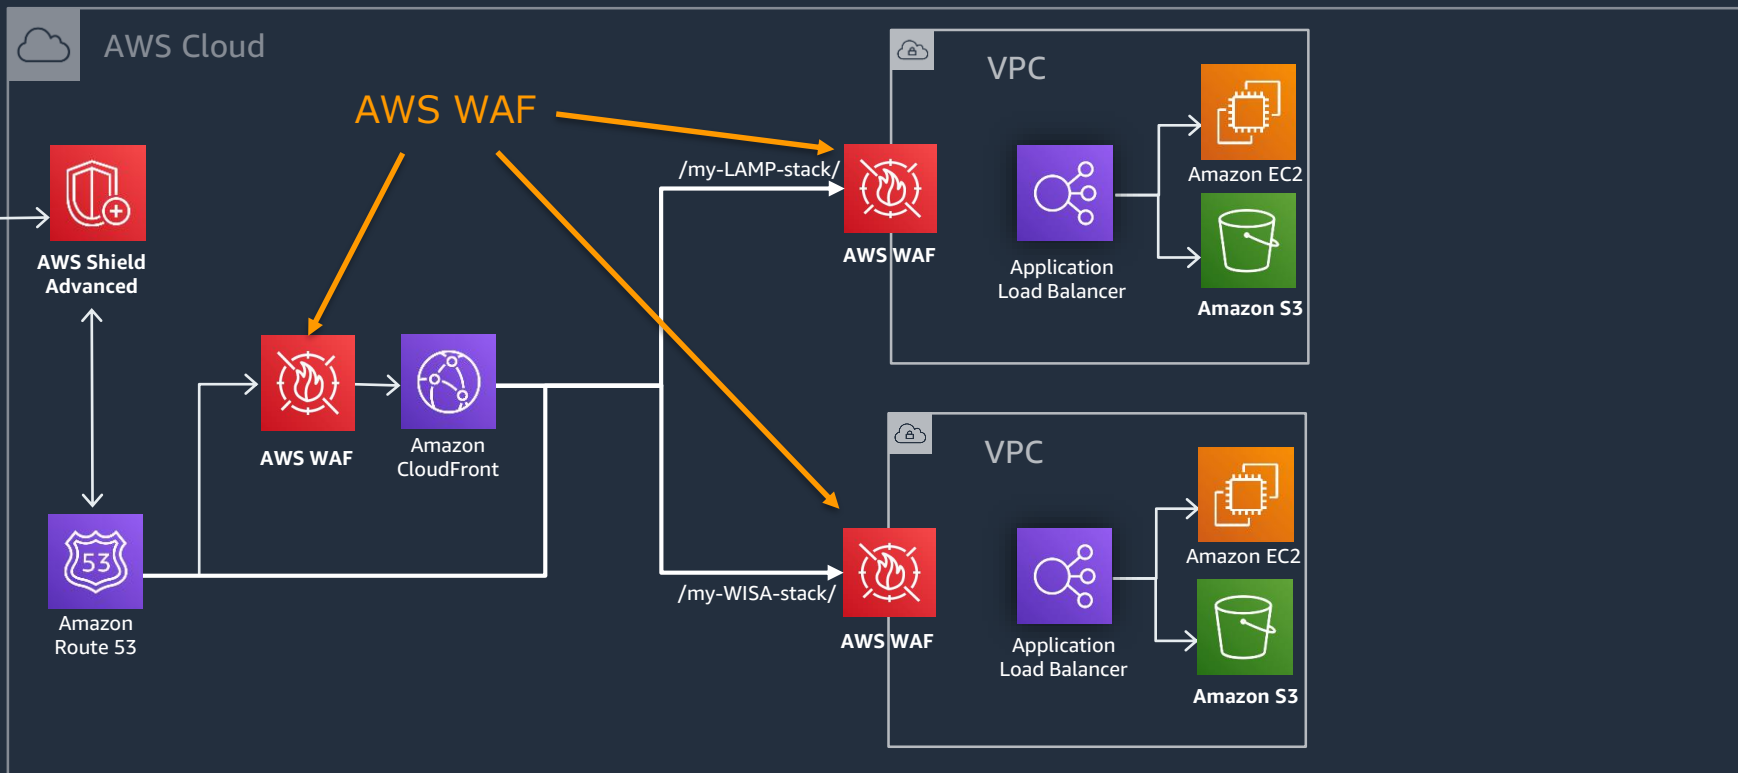 AWS Cloud
AWS WAF
AWS Shield
Advanced
53
Amazon
Route 53
AWS WAF
Amazon
CloudFront
/my-LAMP-stack/
AWS WAF
VPC
Application
Load Balancer
Amazon EC2
Amazon S3
/my-WISA-stack/
AWS WAF
VPC
Application
Load Balancer
Amazon EC2
Amazon S3